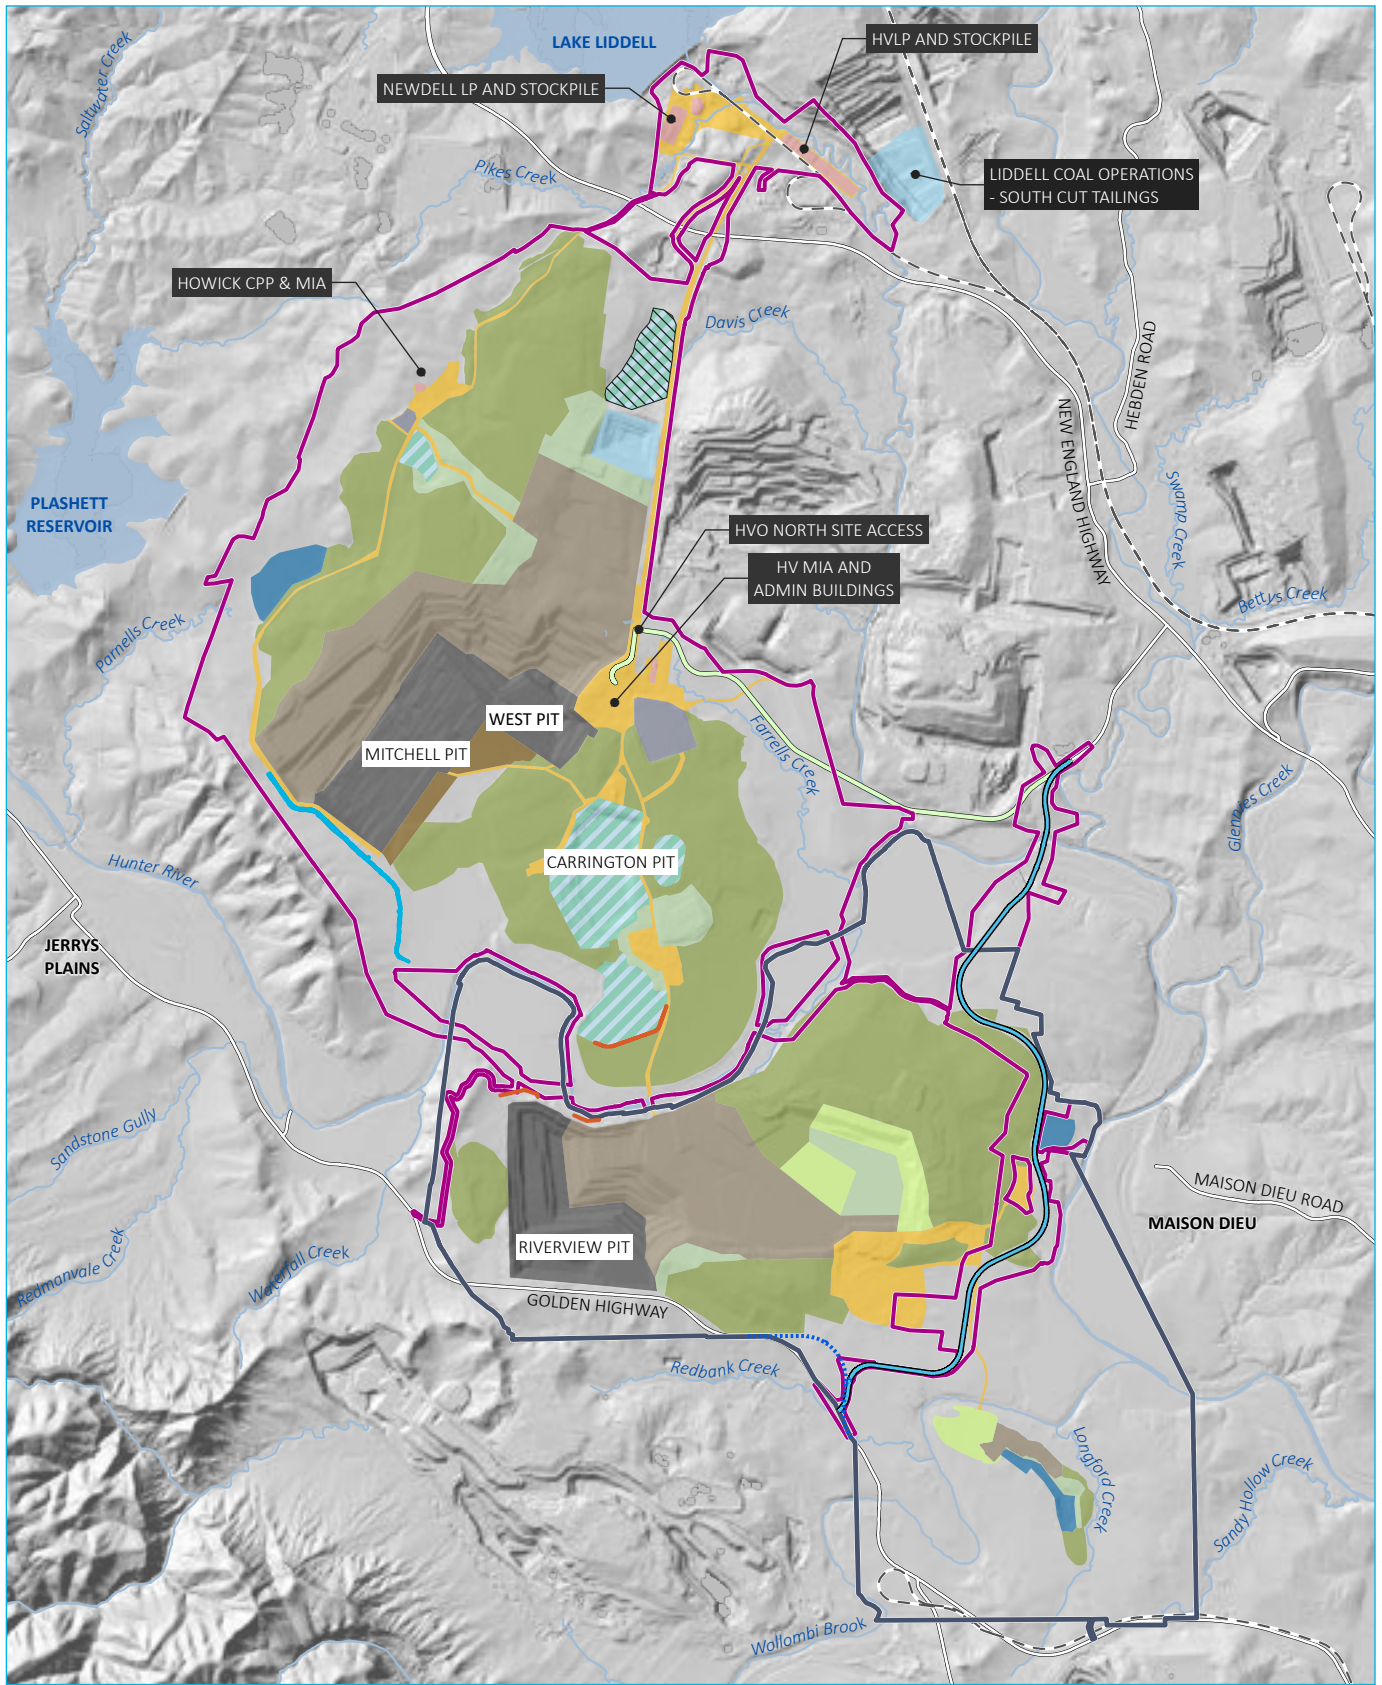 LAKE LIDDELL
HVLP AND STOCKPILE
NEWDELL LP AND STOCKPILE
Saltwater Creek
Pikes Creek
LIDDELL COAL OPERATIONS
- SOUTH CUT TAILINGS
HOWICK CPP & MIA
Davis Creek
HEBDEN ROAD
NEW ENGLAND HIGHWAY
PLASHETT
RESERVOIR
Swamp Creek
HVO NORTH SITE ACCESS
HV MIA AND
ADMIN BUILDINGS
Bettys Creek
Parnells Creek
WEST PIT
MITCHELL PIT
Farrells Creek
Glennies Creek
Hunter River
CARRINGTON PIT
JERRYS
PLAINS
Sandstone Gully
MAISON DIEU ROAD
MAISON DIEU
Redmanvale Creek
Waterfall Creek
RIVERVIEW PIT
GOLDEN HIGHWAY
Redbank Creek
Longford Creek
Sandy Hollow Creek
Wollombi Brook